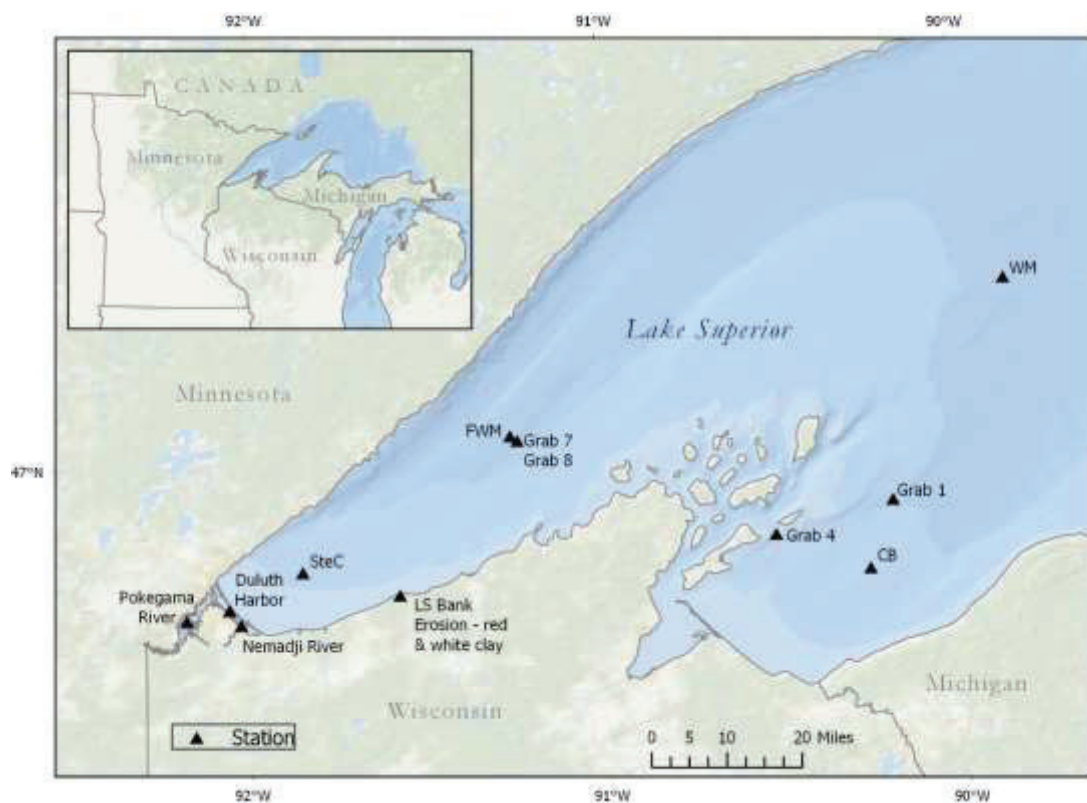 92°W 91°W 90°W
CANADA
Minnesota
Michigan
Wisconsin
WM
Lake Superior
Minnesota
FWM
Grab 7
Grab 8
47°N
47°N
Grab 1
Grab 4
CB
SteC
Duluth
Harbor
Pokegama
River
LS Bank
Erosion - red
& white clay
Nemadji River
Michigan
Wisconsin
Station
0 5 10 20 Miles
92°W 91°W 90°W